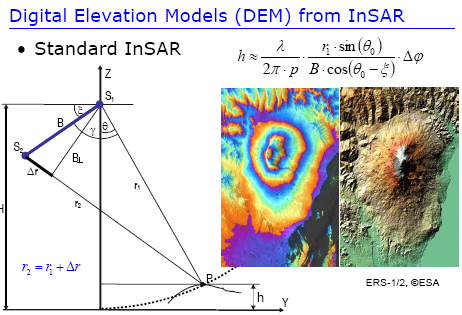 Digital Elevation Models (DEM) from InSAR
• Standard InSAR
h ≈ λ / (2π · p) · r₁ · sin(θ₀) / (B · cos(θ₀ − ξ)) · Δφ
Z
S₁
ξ
B
γ
θ
S₂
B⊥
Δr
r₁
r₂
H
r₂ = r₁ + Δr
P
h
Y
ERS-1/2, ©ESA